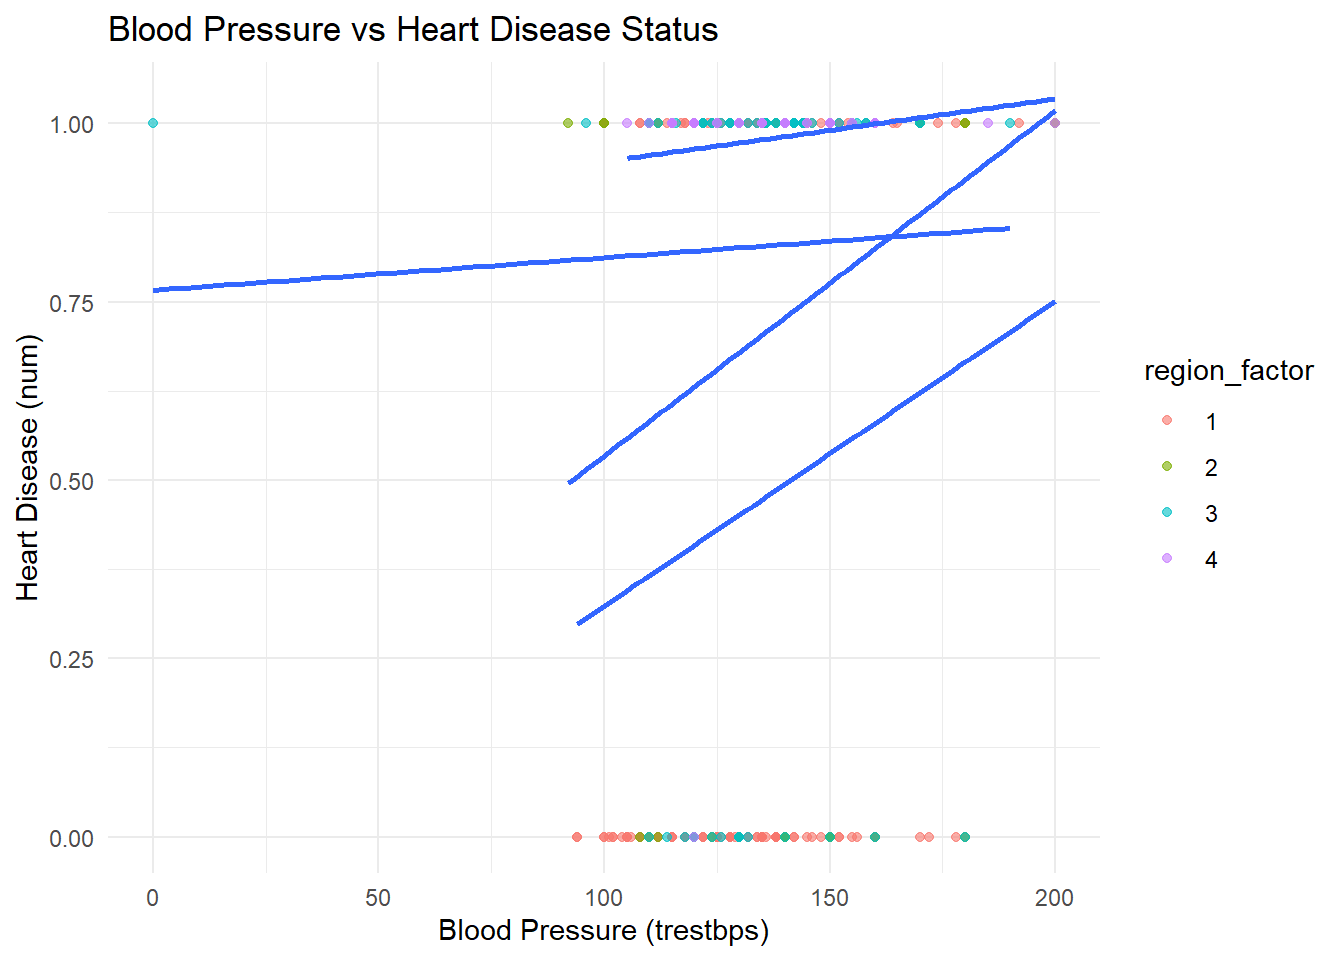 Blood Pressure vs Heart Disease Status
Heart Disease (num)
1.00
0.75
0.50
0.25
0.00
0 50 100 150 200
Blood Pressure (trestbps)
region_factor
1
2
3
4